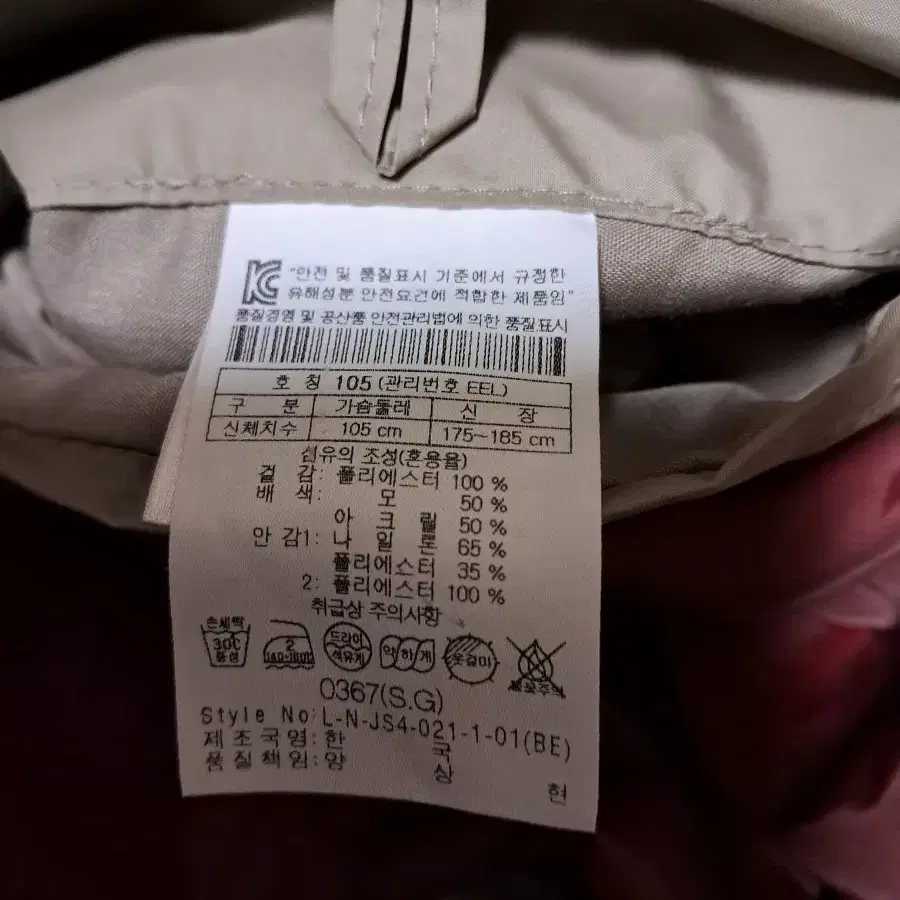 KC "안전 및 품질표시 기준에서 규정한
유해성분 안전요건에 적합한 제품임"
품질경영 및 공산품 안전관리법에 의한 품질표시
호 칭 105 (관리번호 EEL)
구 분 가슴둘레 신 장
신체치수 105 cm 175~185 cm
섬유의 조성(혼용율)
겉 감: 폴리에스터 100 %
배 색: 모 50 %
아 크 릴 50 %
안 감1: 나 일 론 65 %
폴리에스터 35 %
2: 폴리에스터 100 %
취급상 주의사항
손세탁 30℃ 중성
2 140-160℃
드라이 석유계
약하게
옷걸이
불꽃주의
0367(S.G)
Style No: L-N-JS4-021-1-01(BE)
제조국명: 한 국
품질책임: 양 상 현